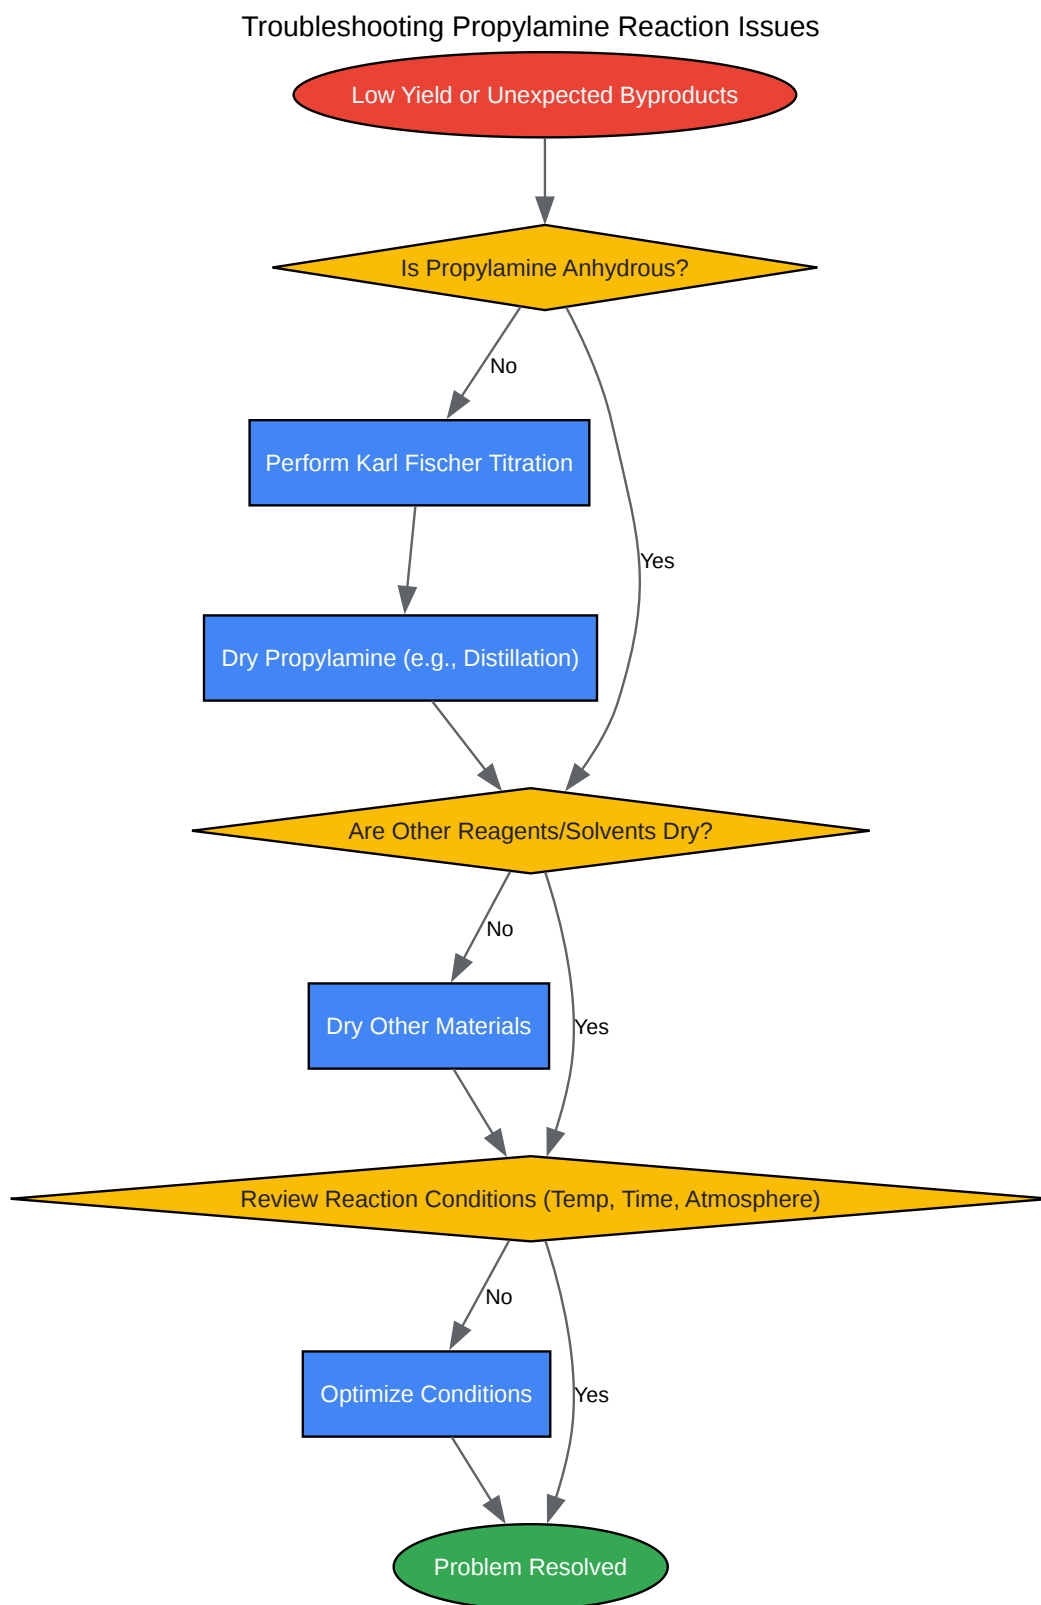 Troubleshooting Propylamine Reaction Issues
Low Yield or Unexpected Byproducts
Is Propylamine Anhydrous?
No
Perform Karl Fischer Titration
Yes
Dry Propylamine (e.g., Distillation)
Are Other Reagents/Solvents Dry?
No
Dry Other Materials
Yes
Review Reaction Conditions (Temp, Time, Atmosphere)
No
Optimize Conditions
Yes
Problem Resolved